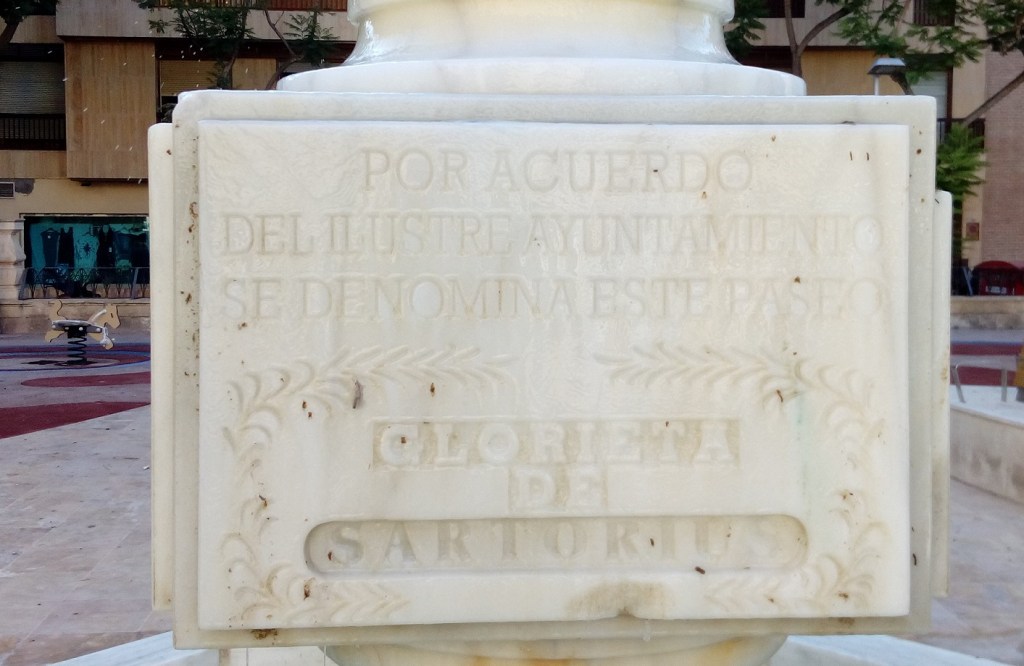 POR ACUERDO
DEL ILUSTRE AYUNTAMIENTO
SE DENOMINA ESTE PASEO
GLORIETA
DE
SARTORIUS